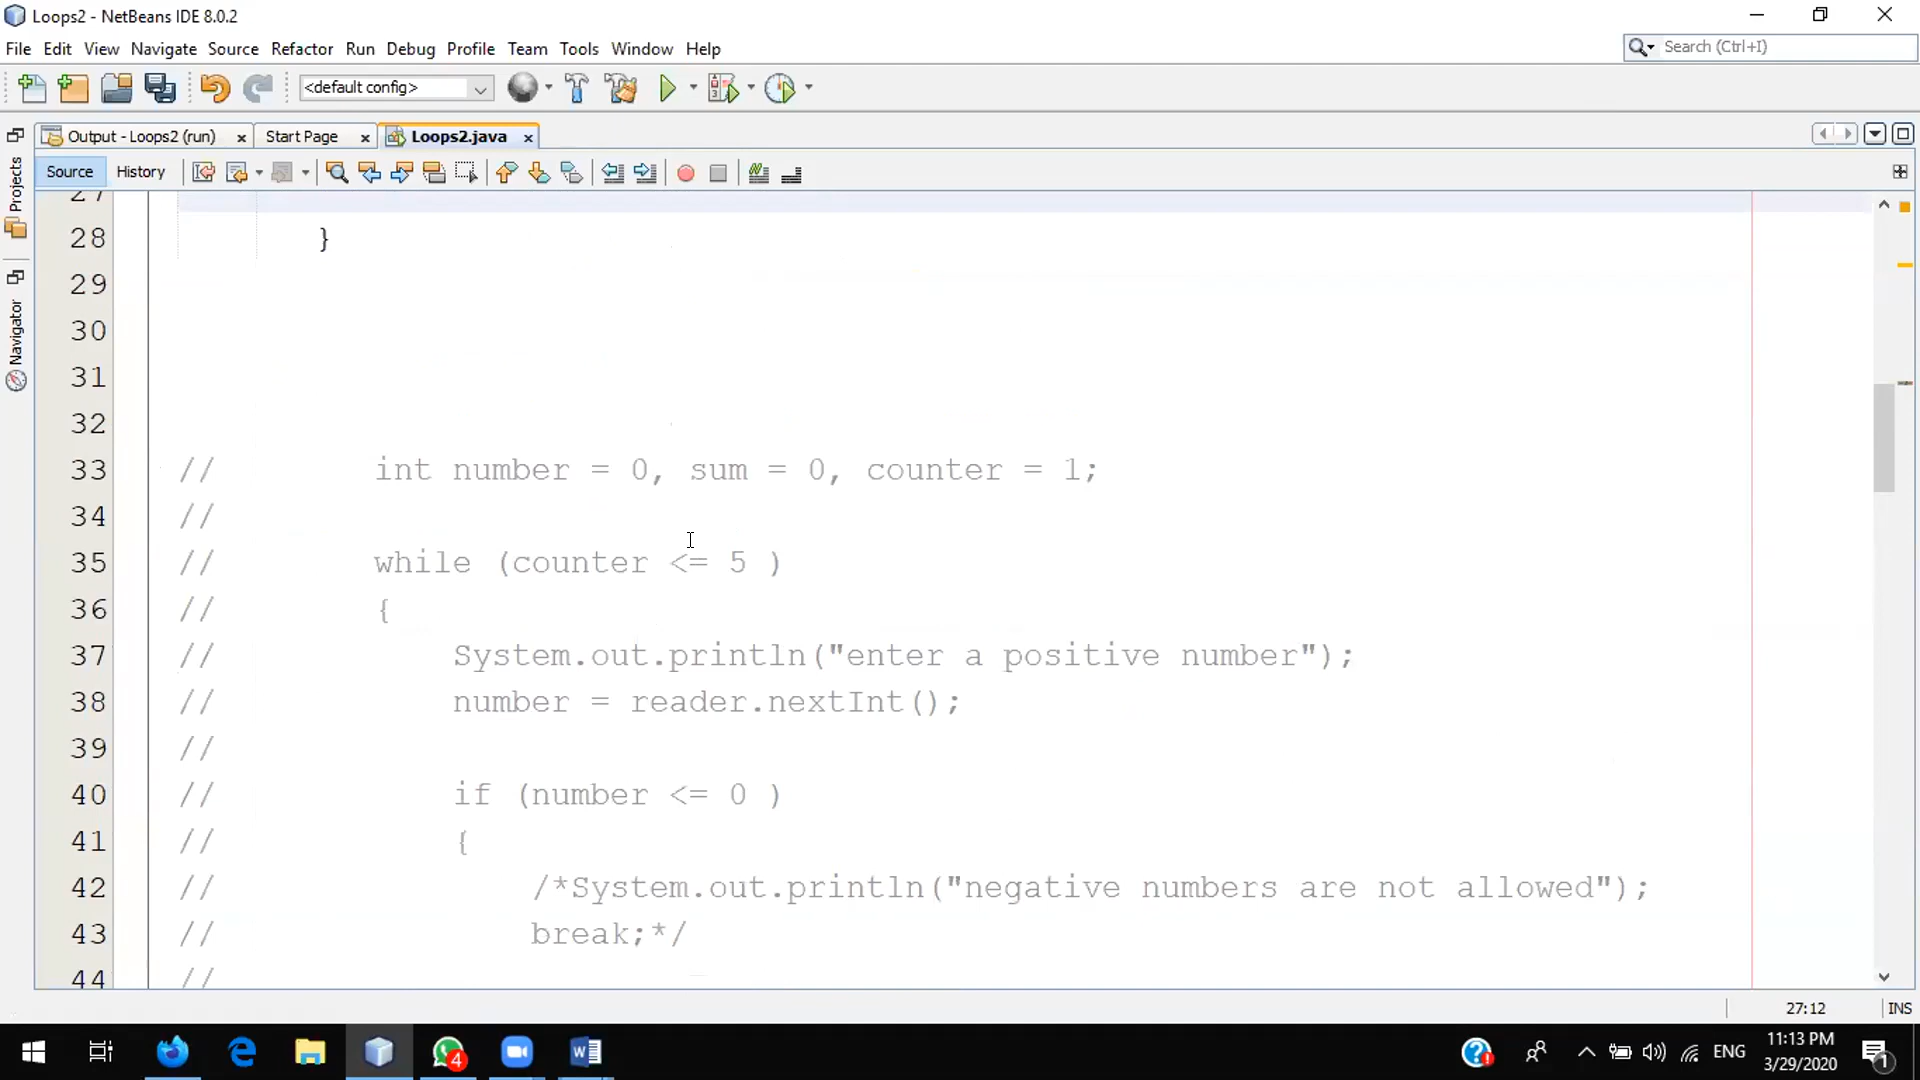 Loops2 - NetBeans IDE 8.0.2
File Edit View Navigate Source Refactor Run Debug Profile Team Tools Window Help
Search (Ctrl+I)
<default config>
Output - Loops2 (run) Start Page Loops2.java
Source History
Projects
Navigator
27
28 }
29
30
31
32
33 // int number = 0, sum = 0, counter = 1;
34 //
35 // while (counter <= 5 )
36 // {
37 // System.out.println("enter a positive number");
38 // number = reader.nextInt();
39 //
40 // if (number <= 0 )
41 // {
42 // /*System.out.println("negative numbers are not allowed");
43 // break;*/
44 //
27:12 INS
4
ENG
11:13 PM
3/29/2020
1